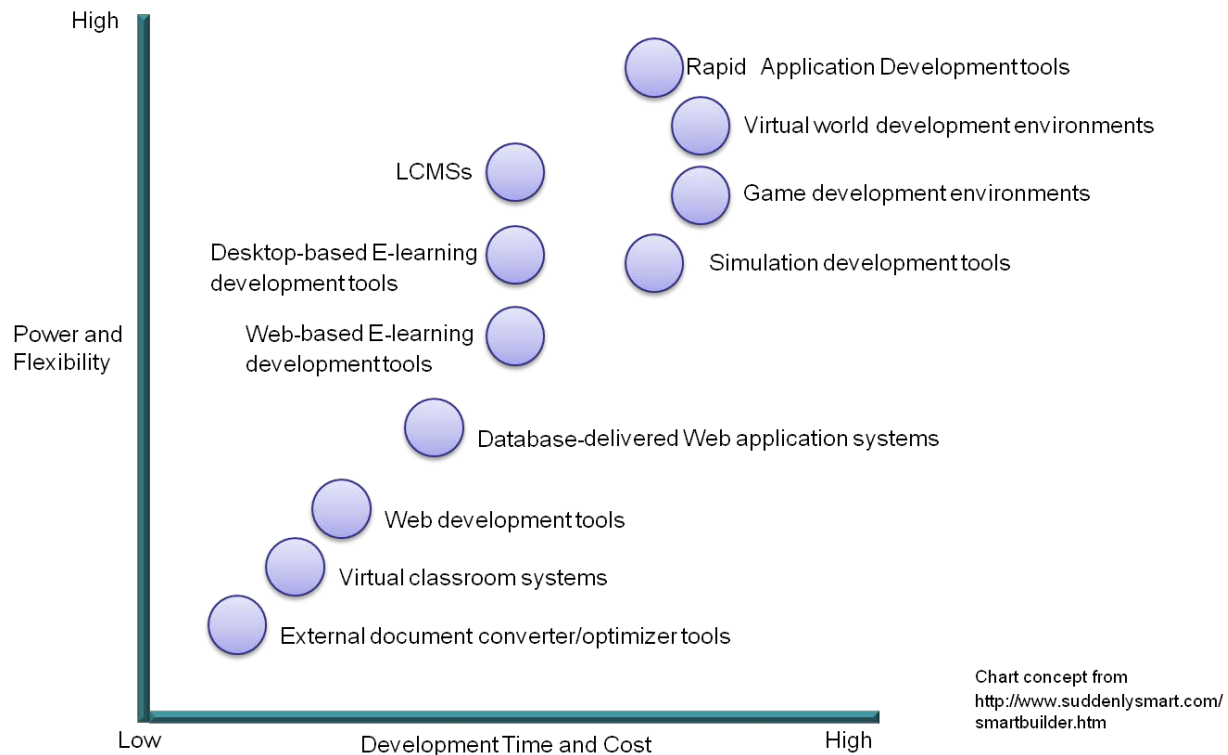 High
Rapid Application Development tools
Virtual world development environments
LCMSs
Game development environments
Desktop-based E-learning
development tools
Simulation development tools
Power and
Flexibility
Web-based E-learning
development tools
Database-delivered Web application systems
Web development tools
Virtual classroom systems
External document converter/optimizer tools
Chart concept from
http://www.suddenlysmart.com/
smartbuilder.htm
Low
Development Time and Cost
High